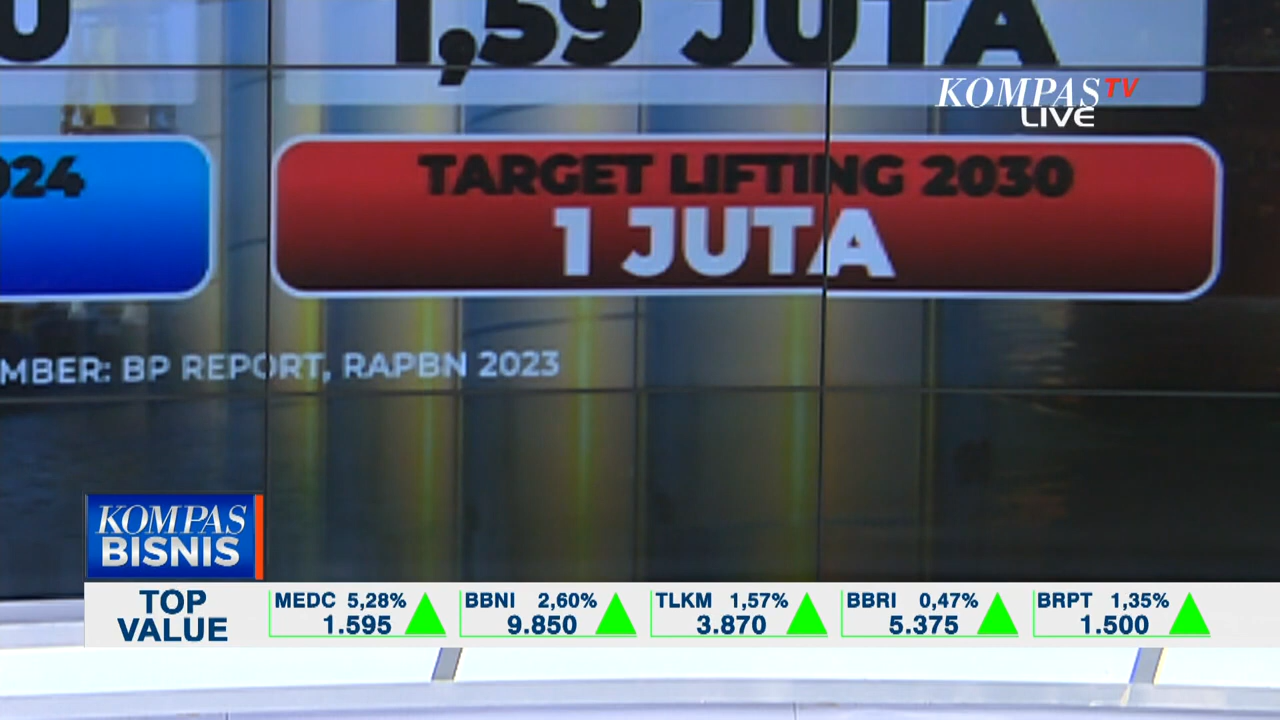 1,59 JUTA
KOMPAS TV
LIVE
024
TARGET LIFTING 2030
1 JUTA
MBER: BP REPORT, RAPBN 2023
KOMPAS
BISNIS
TOP
VALUE
MEDC 5,28%
1.595
BBNI 2,60%
9.850
TLKM 1,57%
3.870
BBRI 0,47%
5.375
BRPT 1,35%
1.500